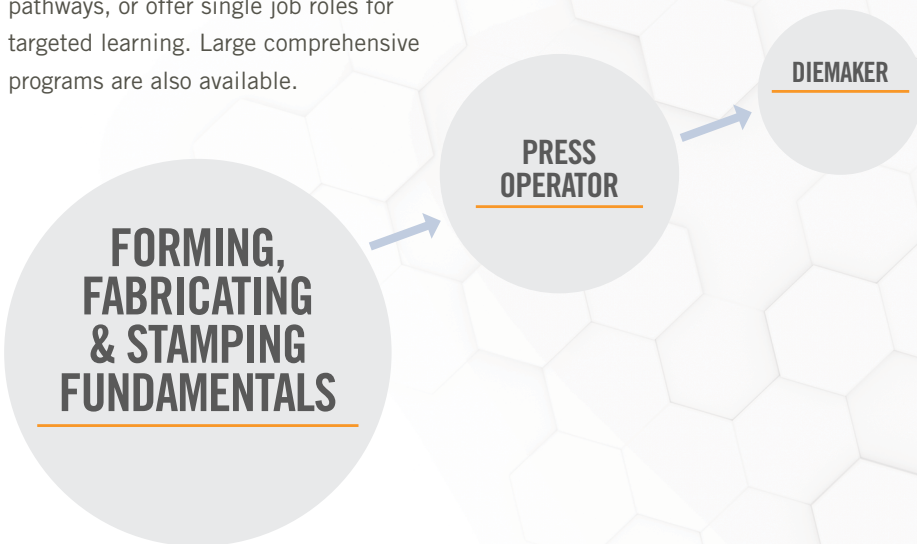 pathways, or offer single job roles for
targeted learning. Large comprehensive
programs are also available.
DIEMAKER
PRESS
OPERATOR
FORMING,
FABRICATING
& STAMPING
FUNDAMENTALS